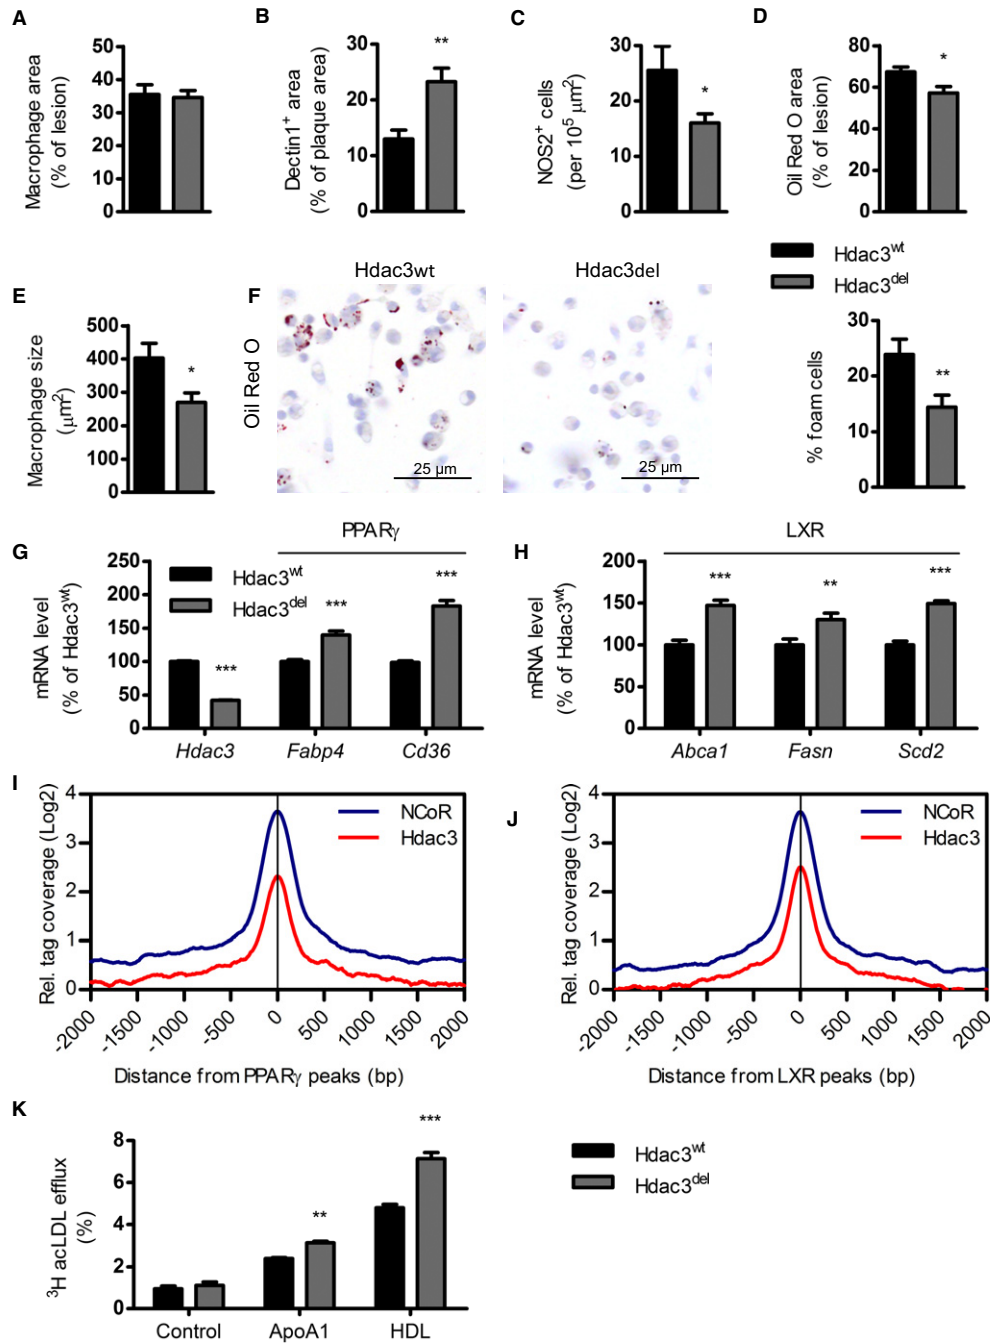 A
Macrophage area
(% of lesion)
50
40
30
20
10
0
B
Dectin1+ area
(% of plaque area)
30
20
10
0
**
C
NOS2+ cells
(per 10^5 μm2)
30
20
10
0
*
D
Oil Red O area
(% of lesion)
80
60
40
20
0
*
Hdac3wt
Hdac3del
E
Macrophage size
(μm2)
500
400
300
200
100
0
*
F
Oil Red O
Hdac3wt
Hdac3del
25 μm
25 μm
% foam cells
30
20
10
0
**
G
mRNA level
(% of Hdac3wt)
250
200
150
100
50
0
PPARγ
Hdac3wt
Hdac3del
***
***
***
Hdac3
Fabp4
Cd36
H
mRNA level
(% of Hdac3wt)
200
150
100
50
0
LXR
***
**
***
Abca1
Fasn
Scd2
I
Rel. tag coverage (Log2)
4
3
2
1
0
NCoR
Hdac3
-2000 -1500 -1000 -500 0 500 1000 1500 2000
Distance from PPARγ peaks (bp)
J
Rel. tag coverage (Log2)
4
3
2
1
0
NCoR
Hdac3
-2000 -1500 -1000 -500 0 500 1000 1500 2000
Distance from LXR peaks (bp)
K
3H acLDL efflux
(%)
8
6
4
2
0
**
***
Control
ApoA1
HDL
Hdac3wt
Hdac3del